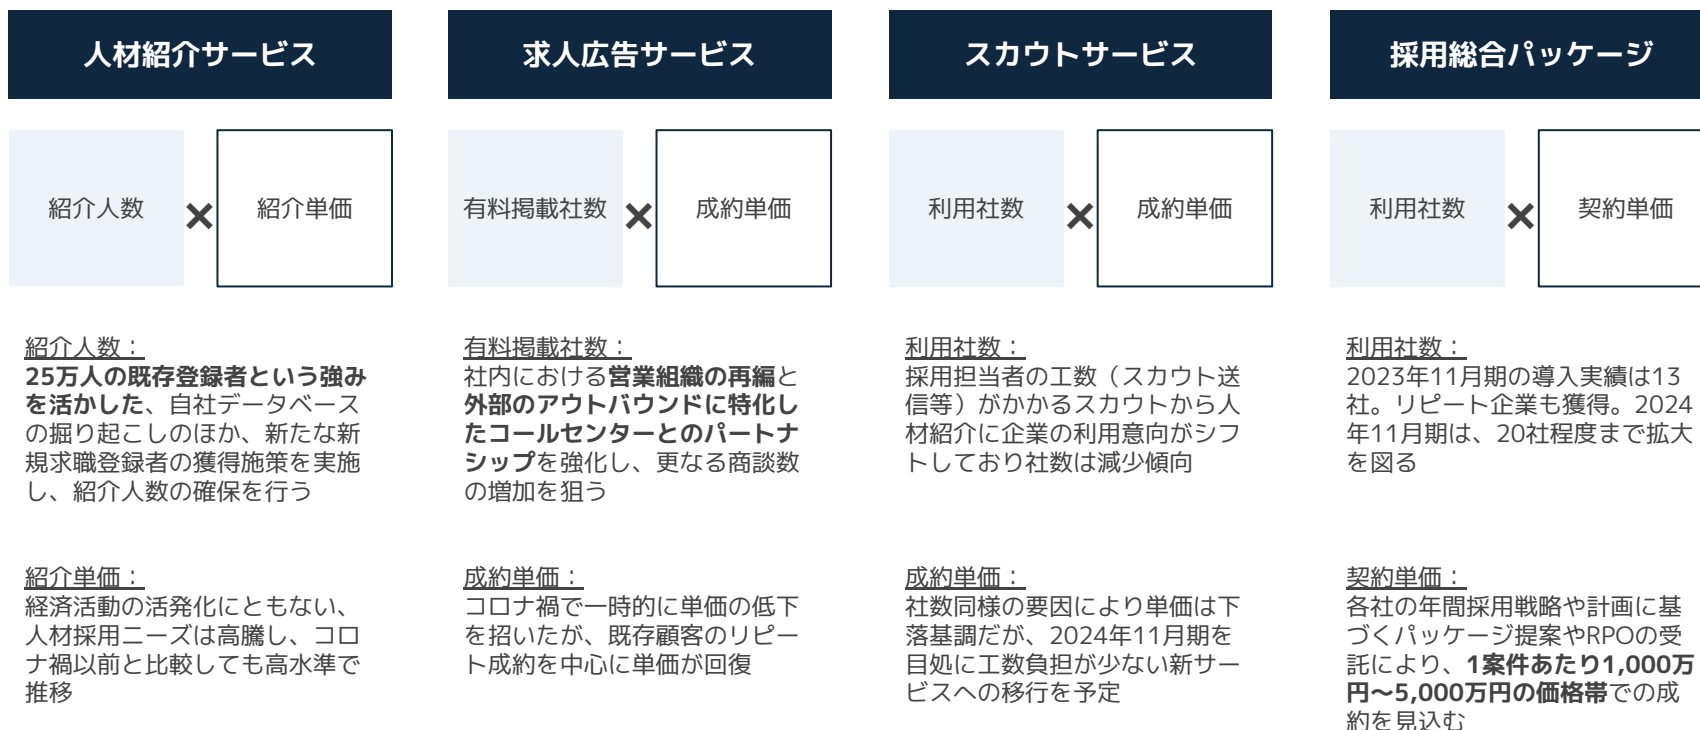 人材紹介サービス
紹介人数
×
紹介単価
紹介人数：
25万人の既存登録者という強み
を活かした、自社データベース
の掘り起こしのほか、新たな新
規求職登録者の獲得施策を実施
し、紹介人数の確保を行う
紹介単価：
経済活動の活発化にともない、
人材採用ニーズは高騰し、コロ
ナ禍以前と比較しても高水準で
推移
求人広告サービス
有料掲載社数
×
成約単価
有料掲載社数：
社内における営業組織の再編と
外部のアウトバウンドに特化し
たコールセンターとのパートナ
シップを強化し、更なる商談数
の増加を狙う
成約単価：
コロナ禍で一時的に単価の低下
を招いたが、既存顧客のリピー
ト成約を中心に単価が回復
スカウトサービス
利用社数
×
成約単価
利用社数：
採用担当者の工数（スカウト送
信等）がかかるスカウトから人
材紹介に企業の利用意向がシフ
トしており社数は減少傾向
成約単価：
社数同様の要因により単価は下
落基調だが、2024年11月期を
目処に工数負担が少ない新サー
ビスへの移行を予定
採用総合パッケージ
利用社数
×
契約単価
利用社数：
2023年11月期の導入実績は13
社。リピート企業も獲得。2024
年11月期は、20社程度まで拡大
を図る
契約単価：
各社の年間採用戦略や計画に基
づくパッケージ提案やRPOの受
託により、1案件あたり1,000万
円〜5,000万円の価格帯での成
約を見込む